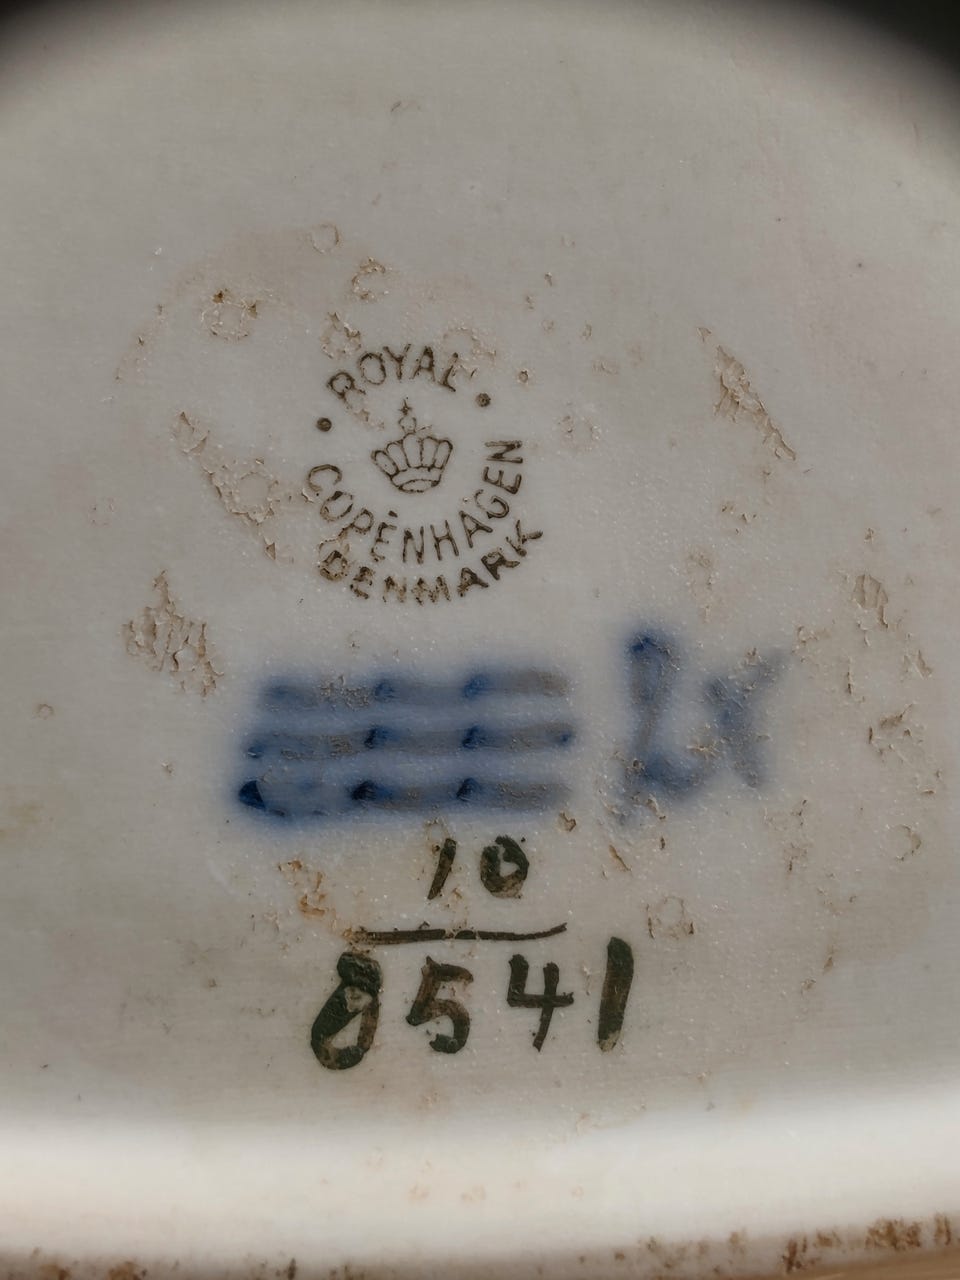 ROYAL
COPENHAGEN
DENMARK
10
8541